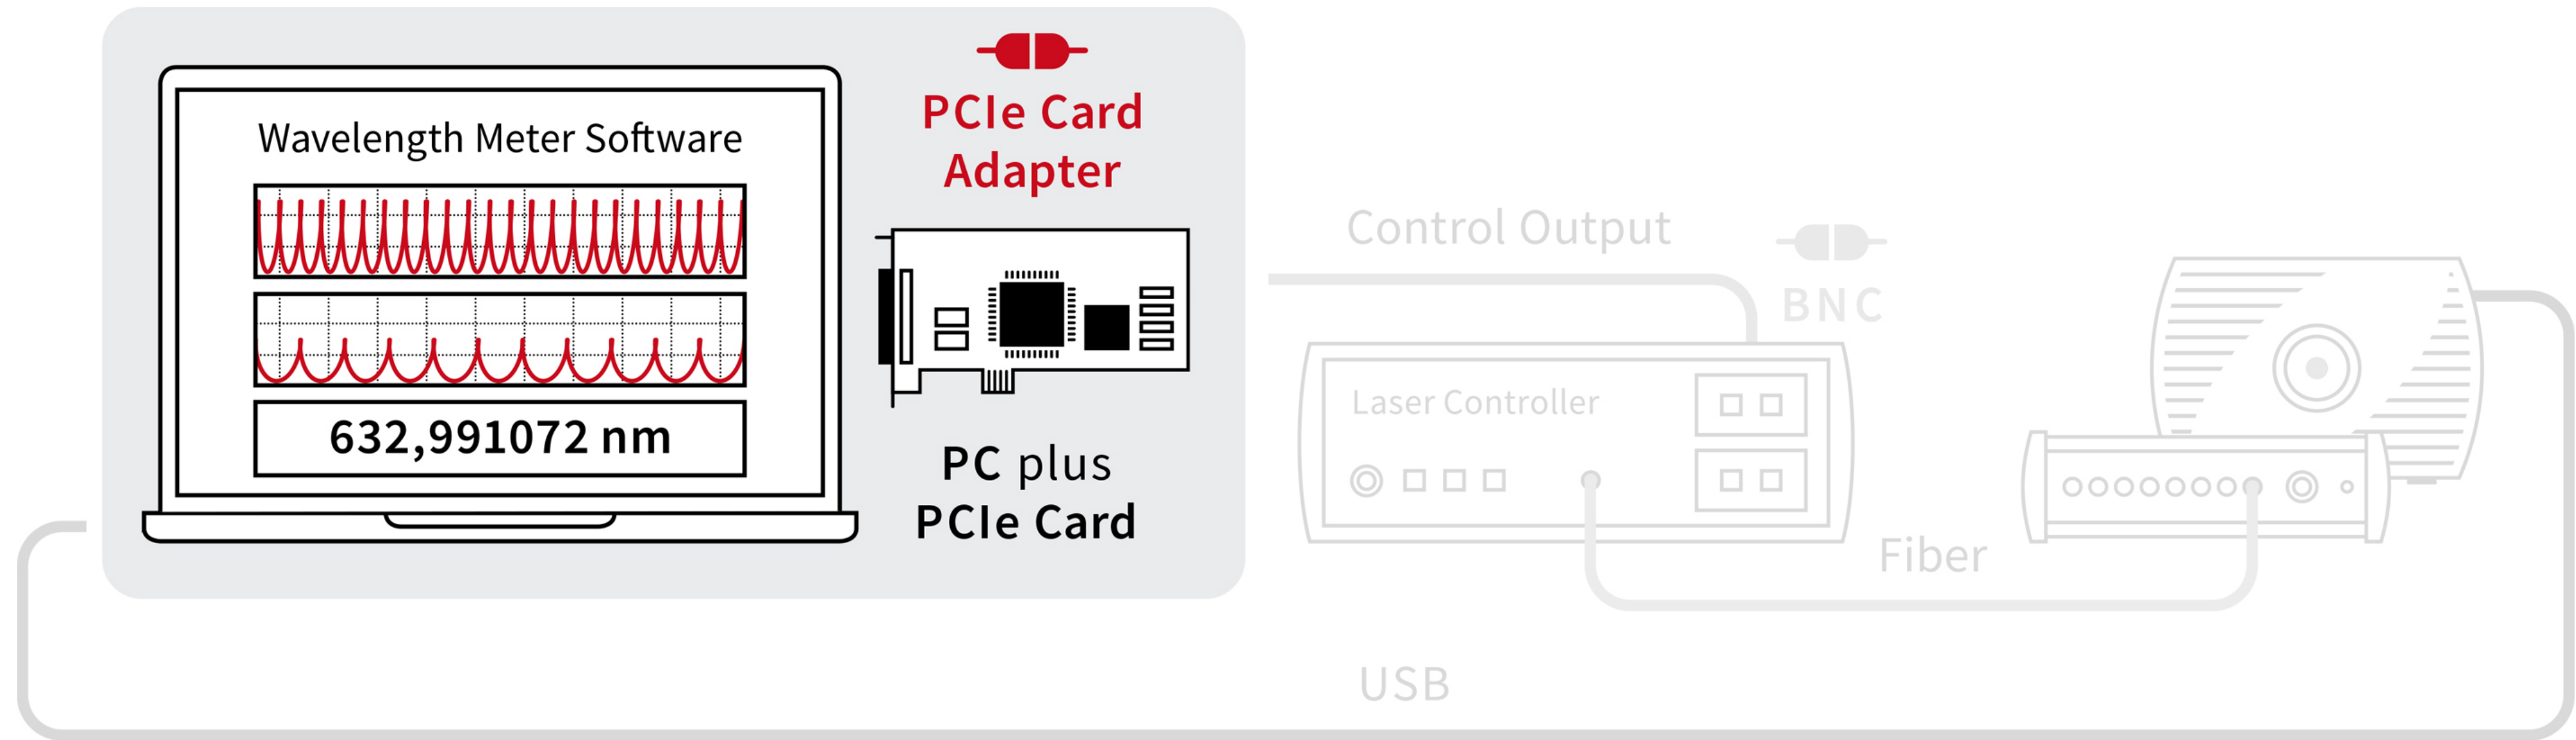 Wavelength Meter Software
632,991072 nm
PCIe Card
Adapter
PC plus
PCIe Card
Control Output
BNC
Laser Controller
Fiber
USB